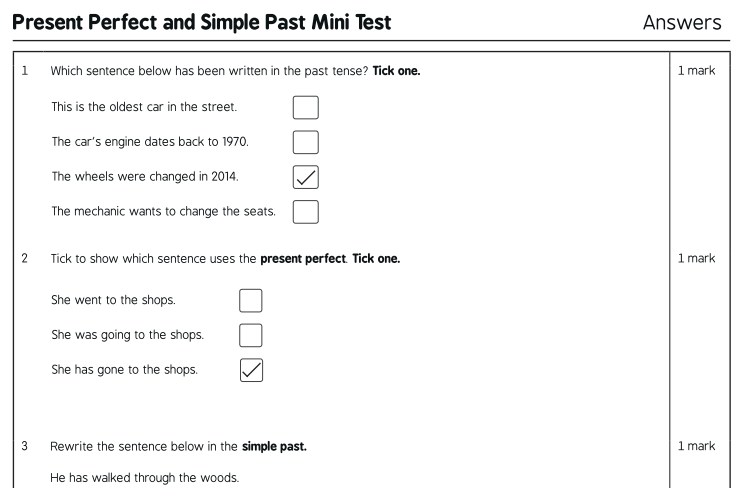 Present Perfect and Simple Past Mini Test Answers
1 Which sentence below has been written in the past tense? Tick one. 1 mark
This is the oldest car in the street.
The car's engine dates back to 1970.
The wheels were changed in 2014. ✓
The mechanic wants to change the seats.
2 Tick to show which sentence uses the present perfect. Tick one. 1 mark
She went to the shops.
She was going to the shops.
She has gone to the shops. ✓
3 Rewrite the sentence below in the simple past. 1 mark
He has walked through the woods.